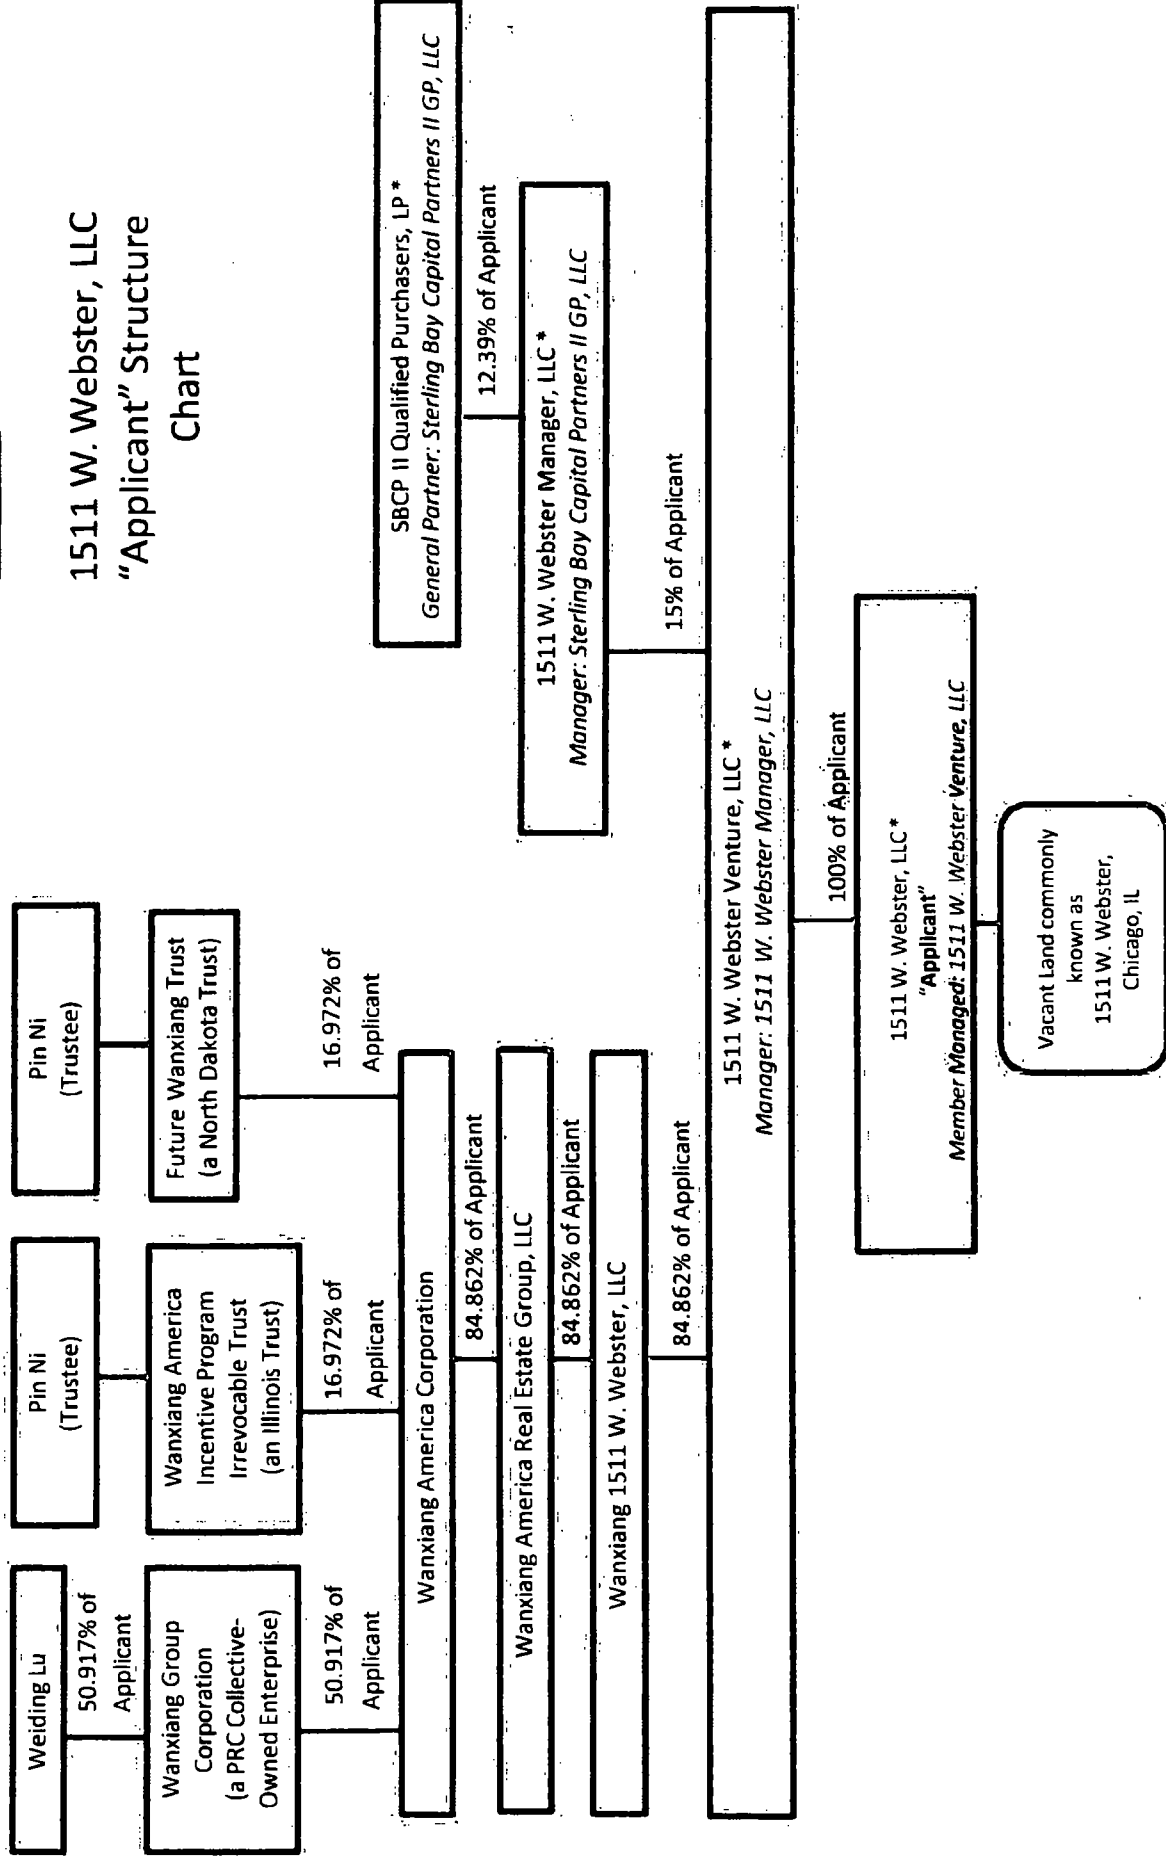 1511 W. Webster, LLC
"Applicant" Structure
Chart
Weiding Lu
50.917% of
Applicant
Wanxiang Group
Corporation
(a PRC Collective-
Owned Enterprise)
50.917% of
Applicant
Pin Ni
(Trustee)
Wanxiang America
Incentive Program
Irrevocable Trust
(an Illinois Trust)
16.972% of
Applicant
Pin Ni
(Trustee)
Future Wanxiang Trust
(a North Dakota Trust)
16.972% of
Applicant
Wanxiang America Corporation
84.862% of Applicant
Wanxiang America Real Estate Group, LLC
84.862% of Applicant
Wanxiang 1511 W. Webster, LLC
84.862% of Applicant
SBCP II Qualified Purchasers, LP *
General Partner: Sterling Bay Capital Partners II GP, LLC
12.39% of Applicant
1511 W. Webster Manager, LLC *
Manager: Sterling Bay Capital Partners II GP, LLC
15% of Applicant
1511 W. Webster Venture, LLC *
Manager: 1511 W. Webster Manager, LLC
100% of Applicant
1511 W. Webster, LLC *
"Applicant"
Member Managed: 1511 W. Webster Venture, LLC
Vacant Land commonly
known as
1511 W. Webster,
Chicago, IL